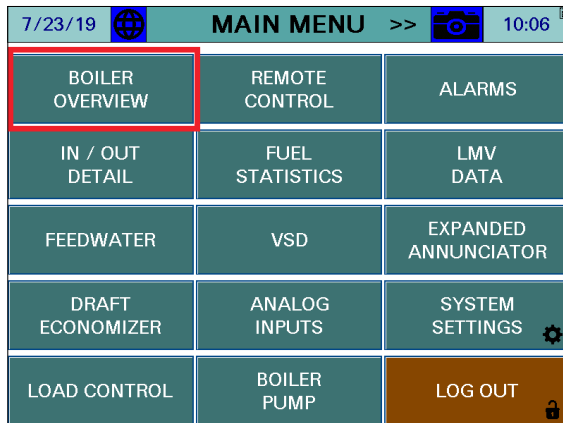 7/23/19 MAIN MENU >> 10:06
BOILER
OVERVIEW
REMOTE
CONTROL
ALARMS
IN / OUT
DETAIL
FUEL
STATISTICS
LMV
DATA
FEEDWATER
VSD
EXPANDED
ANNUNCIATOR
DRAFT
ECONOMIZER
ANALOG
INPUTS
SYSTEM
SETTINGS
LOAD CONTROL
BOILER
PUMP
LOG OUT